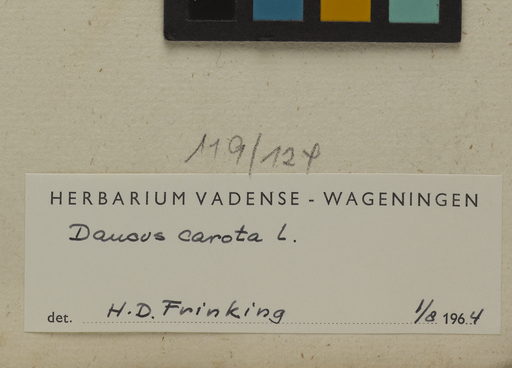 119/124
HERBARIUM VADENSE - WAGENINGEN
Daucus carota L.
det. H.D. Frinking 1/8 1964